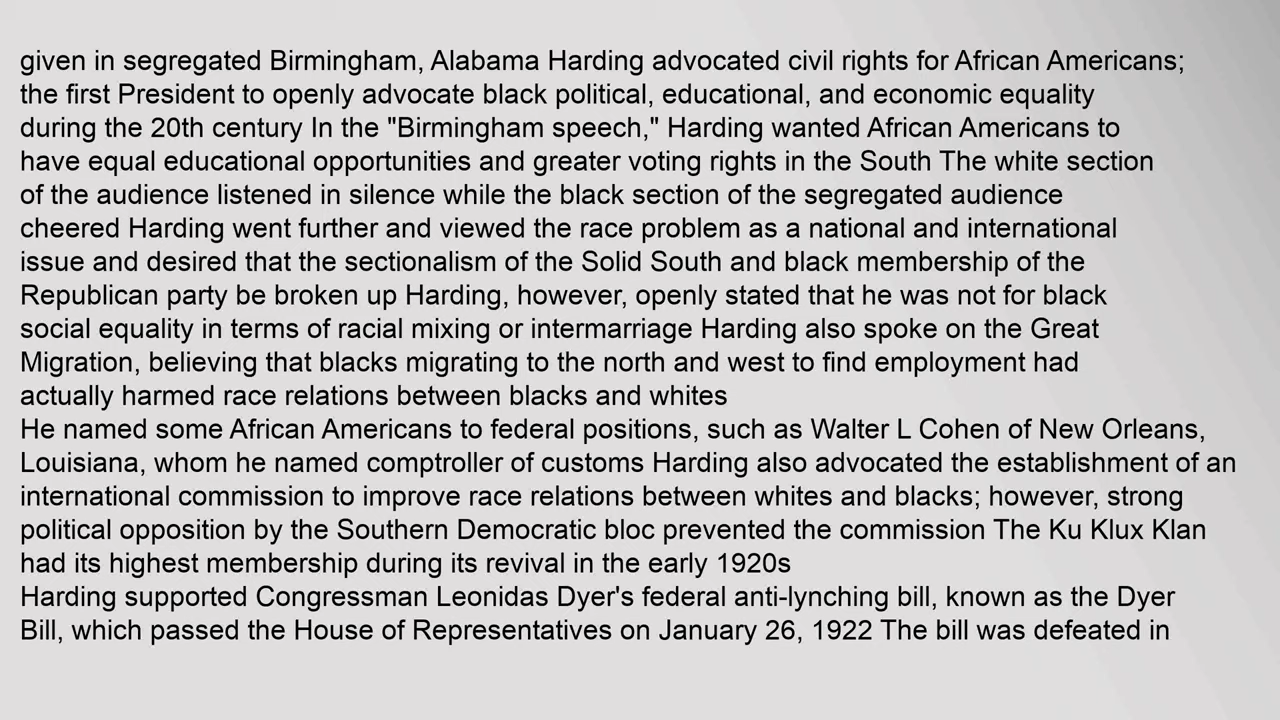 given in segregated Birmingham, Alabama Harding advocated civil rights for African Americans;
the first President to openly advocate black political, educational, and economic equality
during the 20th century In the "Birmingham speech," Harding wanted African Americans to
have equal educational opportunities and greater voting rights in the South The white section
of the audience listened in silence while the black section of the segregated audience
cheered Harding went further and viewed the race problem as a national and international
issue and desired that the sectionalism of the Solid South and black membership of the
Republican party be broken up Harding, however, openly stated that he was not for black
social equality in terms of racial mixing or intermarriage Harding also spoke on the Great
Migration, believing that blacks migrating to the north and west to find employment had
actually harmed race relations between blacks and whites
He named some African Americans to federal positions, such as Walter L Cohen of New Orleans,
Louisiana, whom he named comptroller of customs Harding also advocated the establishment of an
international commission to improve race relations between whites and blacks; however, strong
political opposition by the Southern Democratic bloc prevented the commission The Ku Klux Klan
had its highest membership during its revival in the early 1920s
Harding supported Congressman Leonidas Dyer's federal anti-lynching bill, known as the Dyer
Bill, which passed the House of Representatives on January 26, 1922 The bill was defeated in